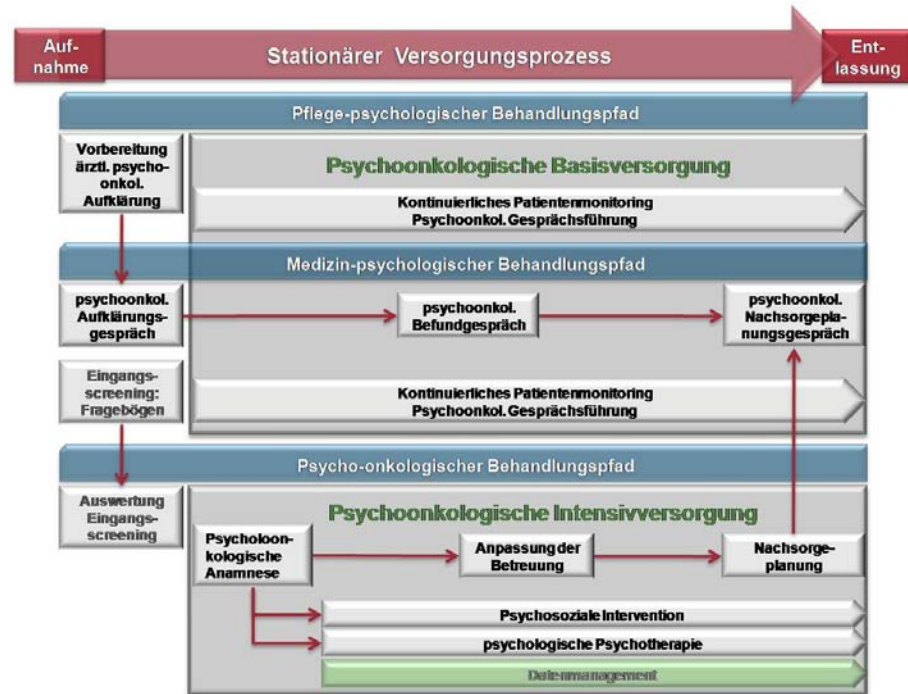 Auf-
nahme
Stationärer Versorgungsprozess
Ent-
lassung
Pflege-psychologischer Behandlungspfad
Vorbereitung
ärztl. psycho-
onkol.
Aufklärung
Psychoonkologische Basisversorgung
Kontinuierliches Patientenmonitoring
Psychoonkol. Gesprächsführung
Medizin-psychologischer Behandlungspfad
psychoonkol.
Aufklärungs-
gespräch
psychoonkol.
Befundgespräch
psychoonkol.
Nachsorgepla-
nungsgespräch
Eingangs-
screening:
Fragebögen
Kontinuierliches Patientenmonitoring
Psychoonkol. Gesprächsführung
Psycho-onkologischer Behandlungspfad
Auswertung
Eingangs-
screening
Psychoonkologische Intensivversorgung
Psycholoon-
kologische
Anamnese
Anpassung der
Betreuung
Nachsorge-
planung
Psychosoziale Intervention
psychologische Psychotherapie
Datenmanagement